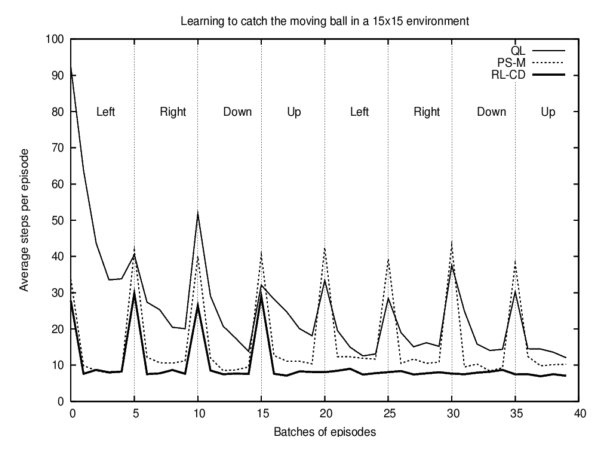 Learning to catch the moving ball in a 15x15 environment
QL
PS-M
RL-CD
100
90
80
70
60
50
40
30
20
10
0
Average steps per episode
Left Right Down Up Left Right Down Up
0 5 10 15 20 25 30 35 40
Batches of episodes